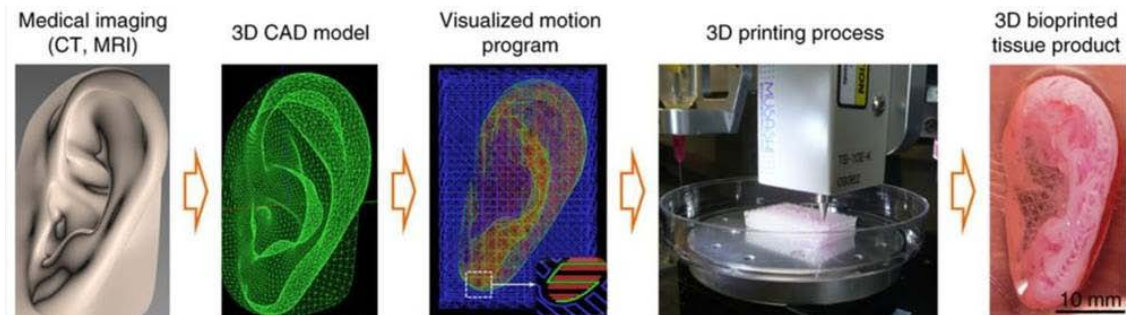 Medical imaging
(CT, MRI)
3D CAD model
Visualized motion
program
3D printing process
3D bioprinted
tissue product
MUSASHI
10 mm